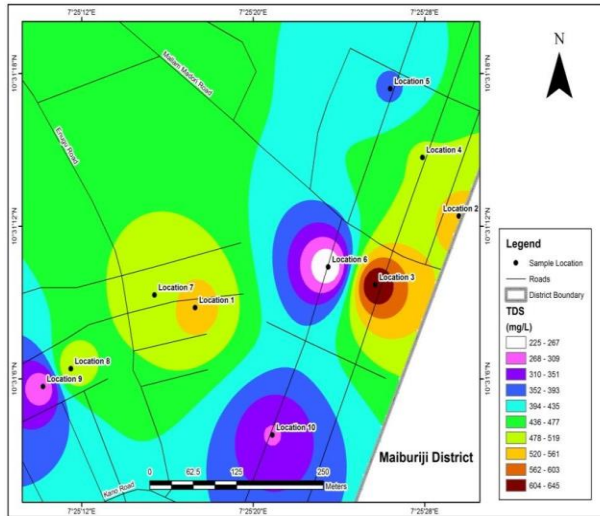 7°25'12"
7°25'20"
7°25'28"
N
Mallam Madori Road
Enugu Road
Location 5
Location 4
Location 2
Location 6
Location 3
Location 7
Location 1
Location 8
Location 9
Location 10
Maiburiji District
Kano Road
0 62.5 125 250
Meters
7°25'12"
7°25'20"
7°25'28"
Legend
Sample Location
Roads
District Boundary
TDS
(mg/L)
225 - 267
268 - 309
310 - 351
352 - 393
394 - 435
436 - 477
478 - 519
520 - 561
562 - 603
604 - 645